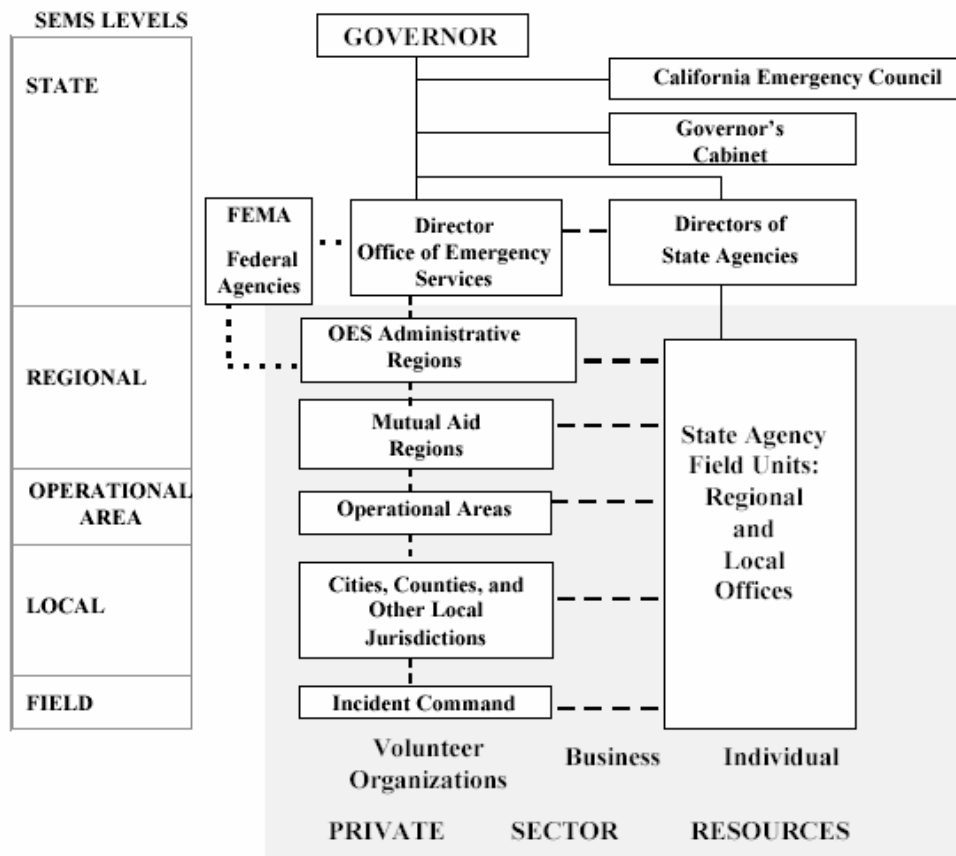 SEMS LEVELS
GOVERNOR
STATE
California Emergency Council
Governor's
Cabinet
FEMA
Federal
Agencies
Director
Office of Emergency
Services
Directors of
State Agencies
REGIONAL
OES Administrative
Regions
Mutual Aid
Regions
State Agency
Field Units:
Regional
and
Local
Offices
OPERATIONAL
AREA
Operational Areas
LOCAL
Cities, Counties, and
Other Local
Jurisdictions
FIELD
Incident Command
Volunteer
Organizations
Business
Individual
PRIVATE SECTOR RESOURCES